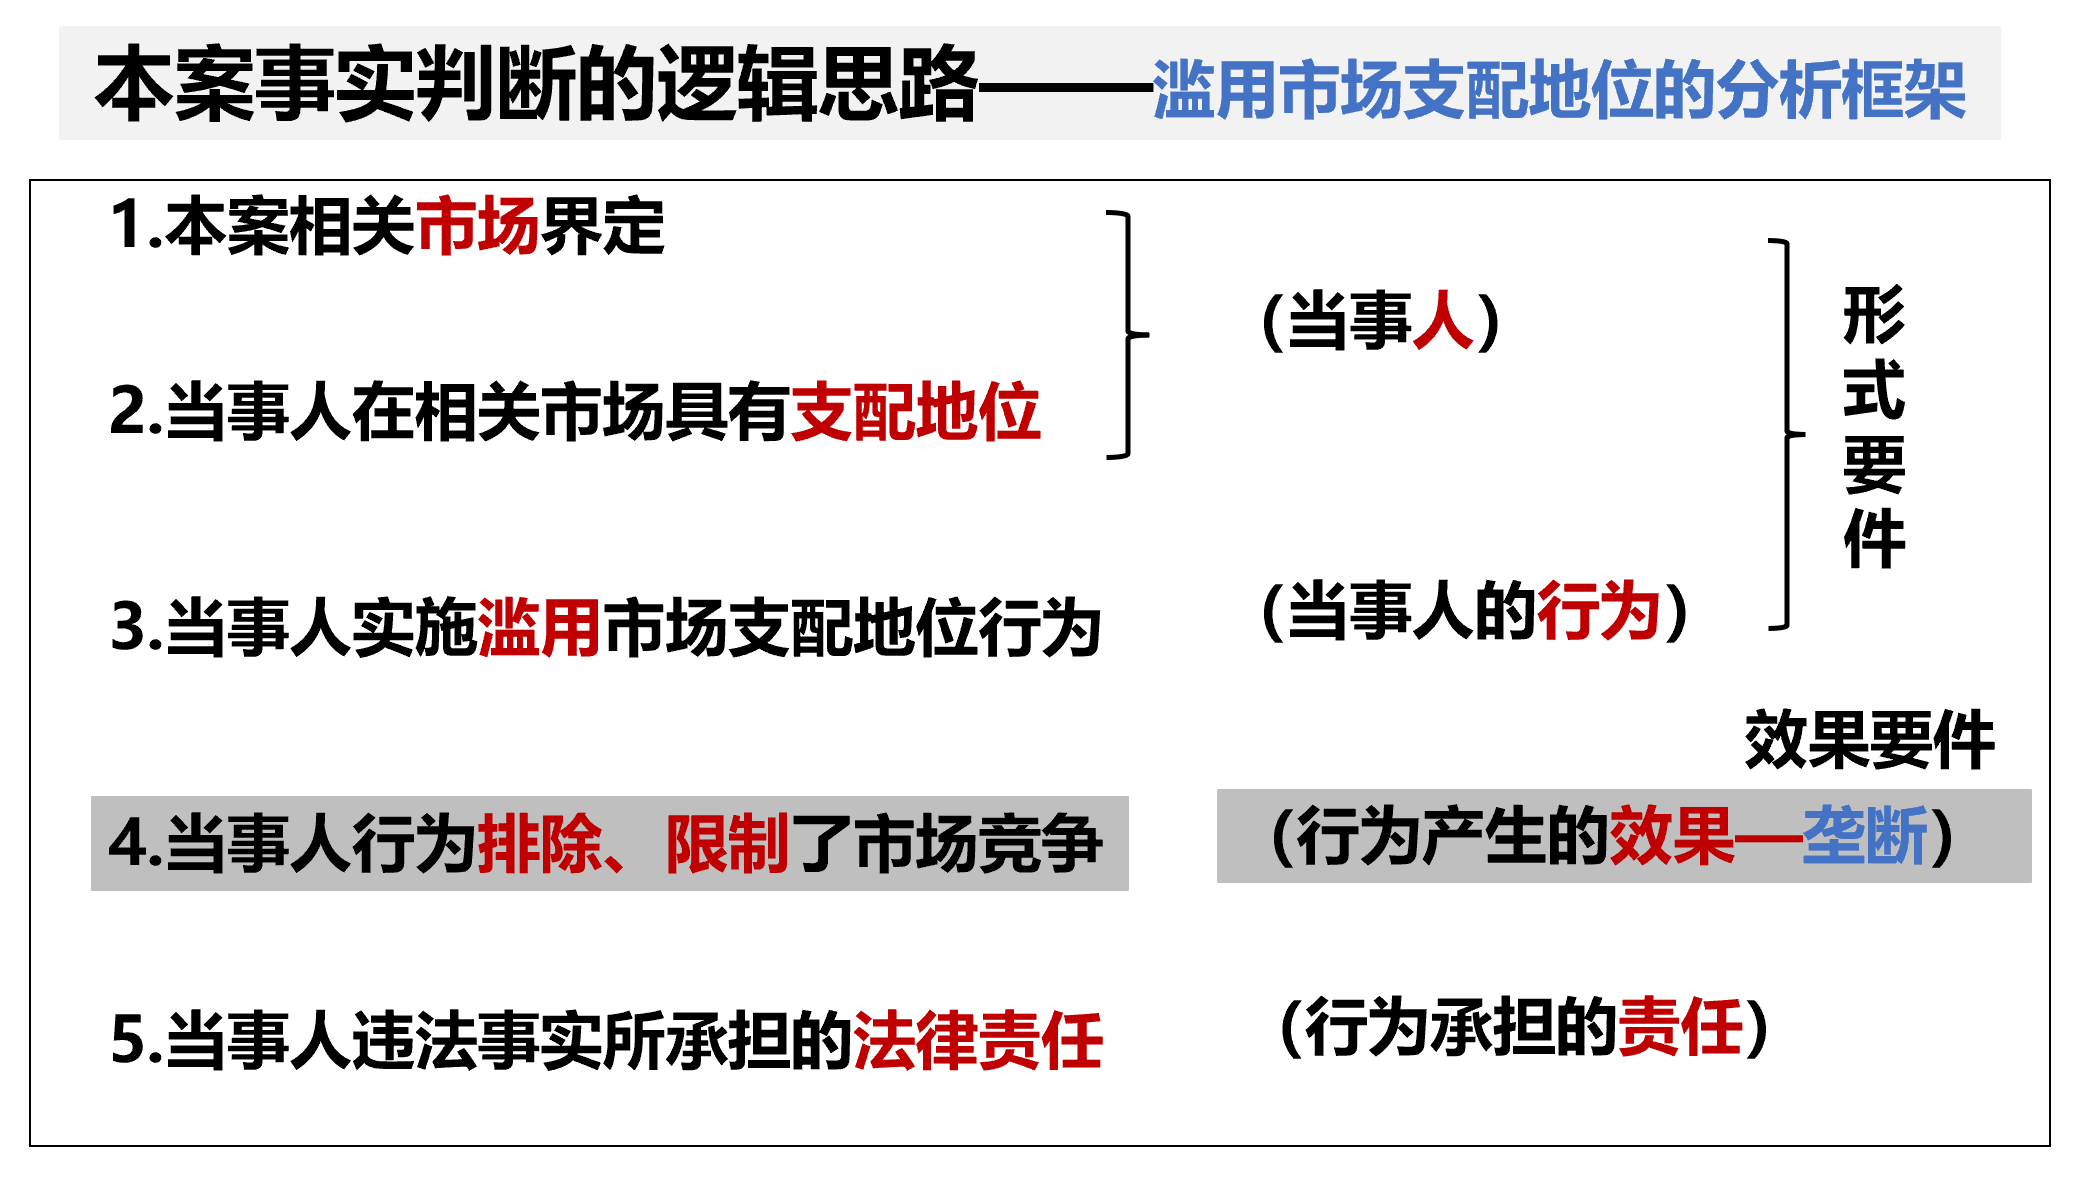 本案事实判断的逻辑思路——滥用市场支配地位的分析框架
1.本案相关市场界定
2.当事人在相关市场具有支配地位
（当事人）
3.当事人实施滥用市场支配地位行为
（当事人的行为）
形式要件
效果要件
4.当事人行为排除、限制了市场竞争
（行为产生的效果—垄断）
5.当事人违法事实所承担的法律责任
（行为承担的责任）